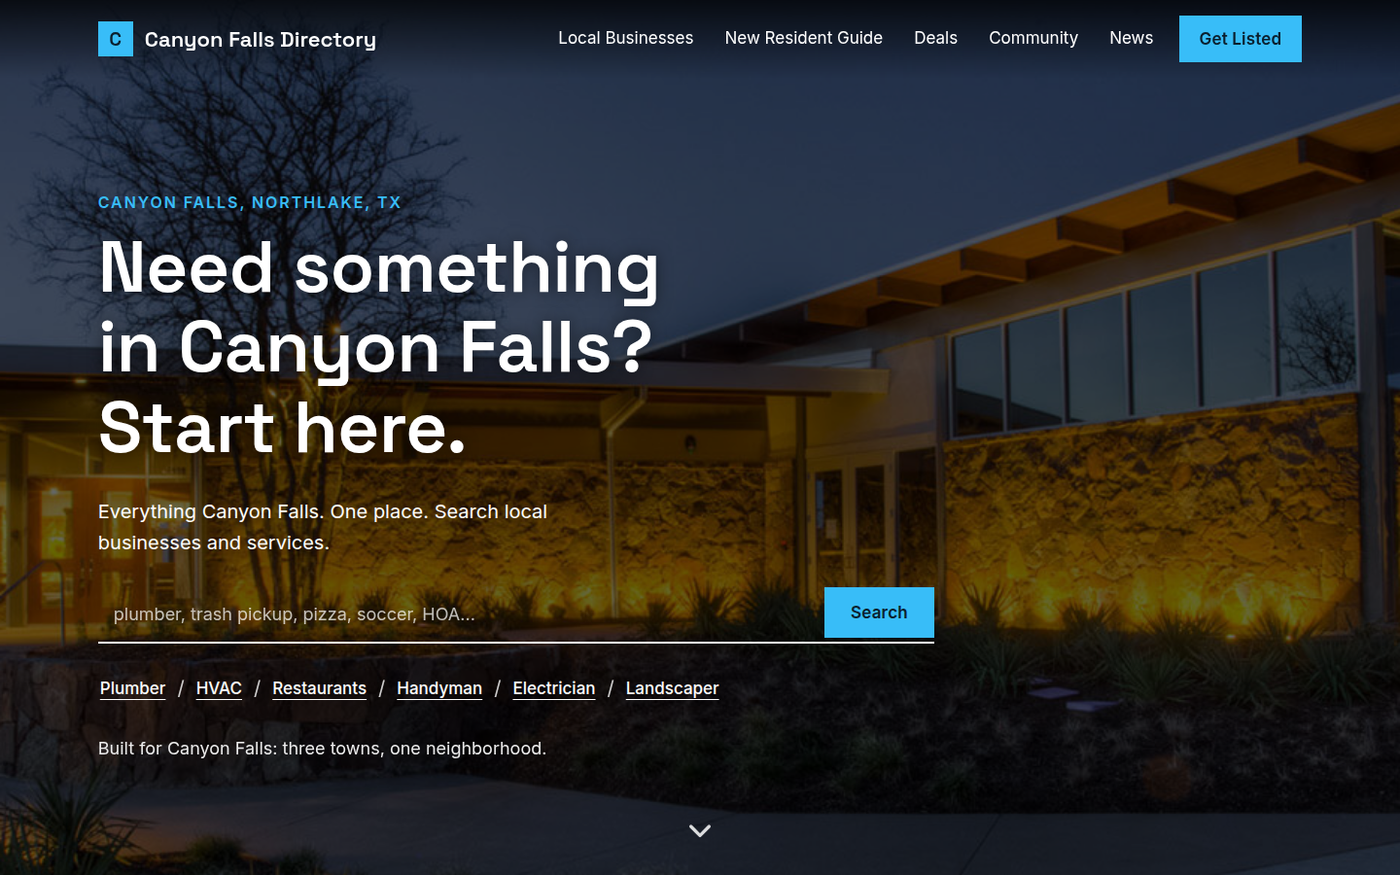 C Canyon Falls Directory
Local Businesses New Resident Guide Deals Community News Get Listed
CANYON FALLS, NORTHLAKE, TX
Need something
in Canyon Falls?
Start here.
Everything Canyon Falls. One place. Search local
businesses and services.
plumber, trash pickup, pizza, soccer, HOA...
Search
Plumber / HVAC / Restaurants / Handyman / Electrician / Landscaper
Built for Canyon Falls: three towns, one neighborhood.